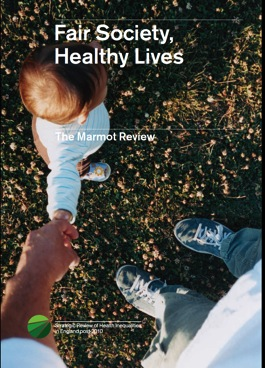 Fair Society,
Healthy Lives
The Marmot Review
Strategic Review of Health Inequalities
in England post-2010